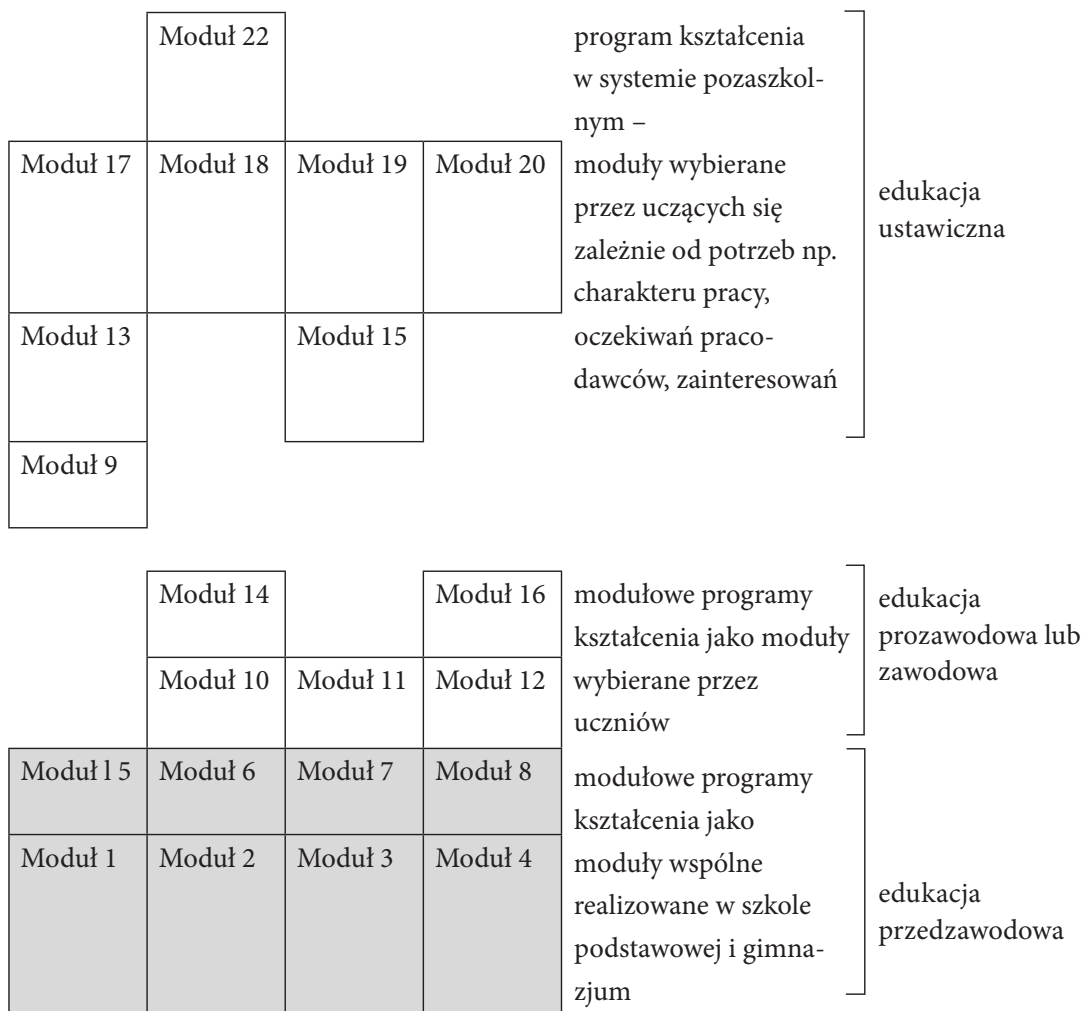 Moduł 22
program kształcenia
w systemie pozaszkol-
nym –
Moduł 17 Moduł 18 Moduł 19 Moduł 20
moduły wybierane
przez uczących się
zależnie od potrzeb np.
charakteru pracy,
Moduł 13 Moduł 15
oczekiwań praco-
dawców, zainteresowań
Moduł 9
edukacja
ustawiczna
Moduł 14 Moduł 16
modułowe programy
kształcenia jako moduły
Moduł 10 Moduł 11 Moduł 12
wybierane przez
uczniów
edukacja
prozawodowa lub
zawodowa
Moduł l 5 Moduł 6 Moduł 7 Moduł 8
modułowe programy
kształcenia jako
Moduł 1 Moduł 2 Moduł 3 Moduł 4
moduły wspólne
realizowane w szkole
podstawowej i gimna-
zjum
edukacja
przedzawodowa